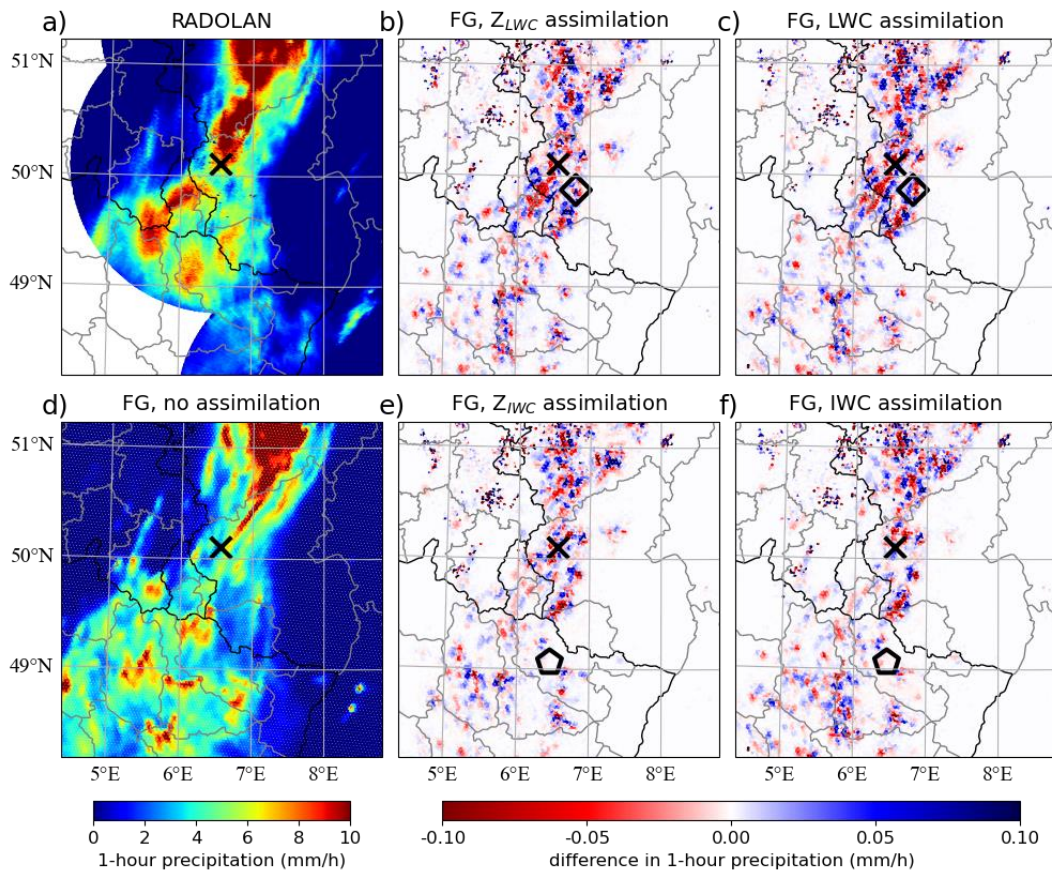 a) RADOLAN
b) FG, Z_LWC assimilation
c) FG, LWC assimilation
51°N
50°N
49°N
d) FG, no assimilation
e) FG, Z_IWC assimilation
f) FG, IWC assimilation
51°N
50°N
49°N
5°E 6°E 7°E 8°E
5°E 6°E 7°E 8°E
5°E 6°E 7°E 8°E
0 2 4 6 8 10
1-hour precipitation (mm/h)
-0.10 -0.05 0.00 0.05 0.10
difference in 1-hour precipitation (mm/h)